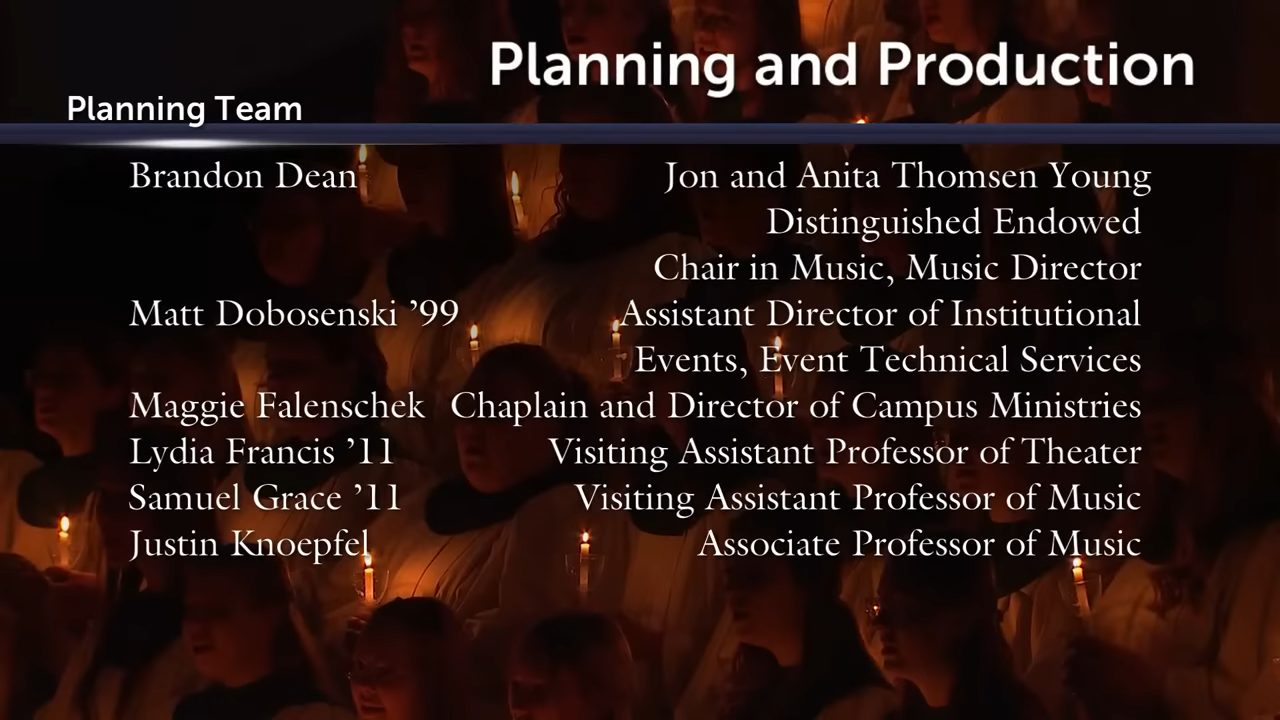 Planning and Production
Planning Team
Brandon Dean Jon and Anita Thomsen Young
Distinguished Endowed
Chair in Music, Music Director
Matt Dobosenski ’99 Assistant Director of Institutional
Events, Event Technical Services
Maggie Falenschek Chaplain and Director of Campus Ministries
Lydia Francis ’11 Visiting Assistant Professor of Theater
Samuel Grace ’11 Visiting Assistant Professor of Music
Justin Knoepfel Associate Professor of Music